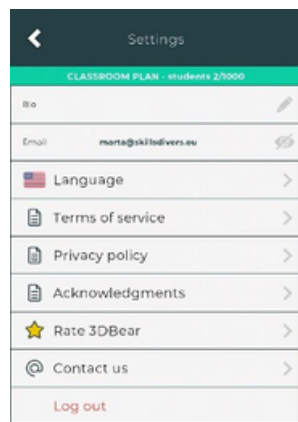 Settings
CLASSROOM PLAN - students 2/1000
Bio
Email marta@skillsdivers.eu
Language
Terms of service
Privacy policy
Acknowledgments
Rate 3DBear
Contact us
Log out